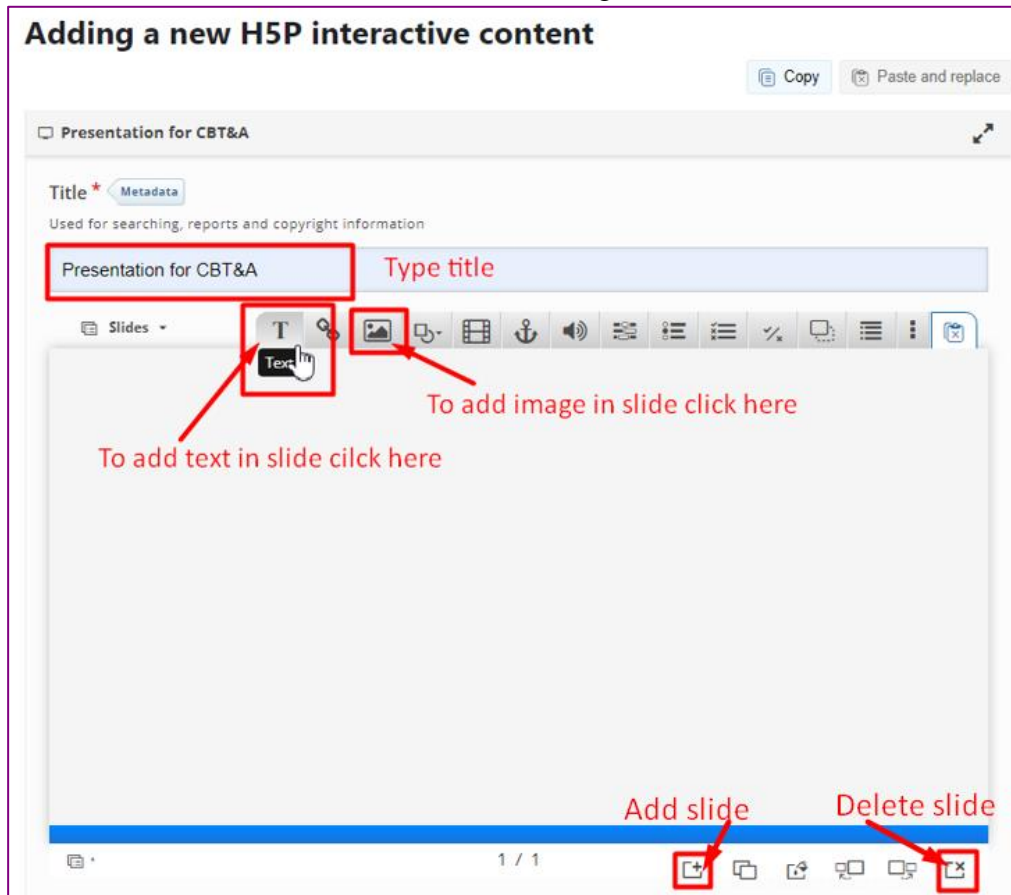 Adding a new H5P interactive content
Copy Paste and replace
Presentation for CBT&A
Title * Metadata
Used for searching, reports and copyright information
Presentation for CBT&A Type title
Slides T
Text
To add image in slide click here
To add text in slide cilck here
Add slide Delete slide
1 / 1